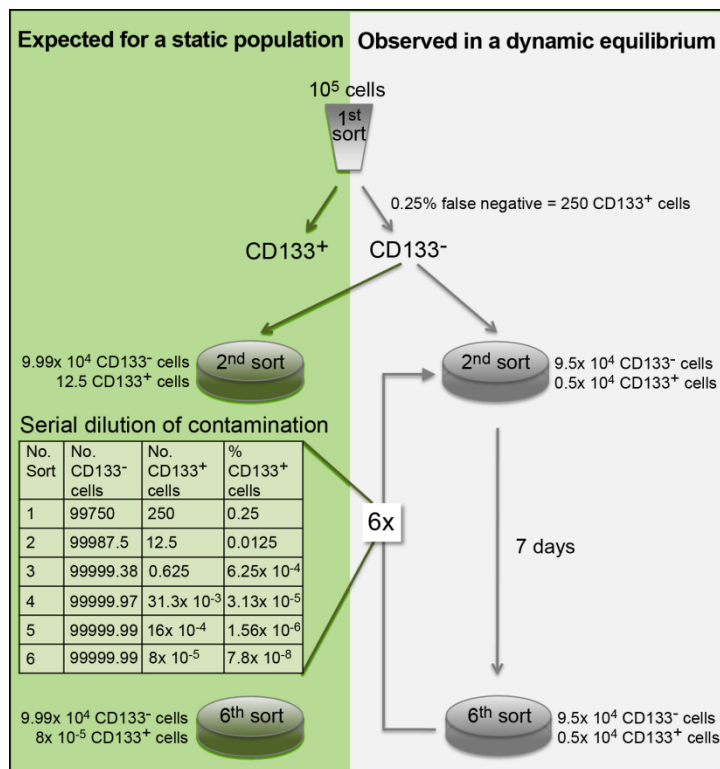 Expected for a static population
Observed in a dynamic equilibrium
10⁵ cells
1ˢᵗ
sort
0.25% false negative = 250 CD133⁺ cells
CD133⁺
CD133⁻
9.99x 10⁴ CD133⁻ cells
12.5 CD133⁺ cells
2ⁿᵈ sort
2ⁿᵈ sort
9.5x 10⁴ CD133⁻ cells
0.5x 10⁴ CD133⁺ cells
Serial dilution of contamination
No. Sort | No. CD133⁻ cells | No. CD133⁺ cells | % CD133⁺ cells
1 | 99750 | 250 | 0.25
2 | 99987.5 | 12.5 | 0.0125
3 | 99999.38 | 0.625 | 6.25x 10⁻⁴
4 | 99999.97 | 31.3x 10⁻³ | 3.13x 10⁻⁵
5 | 99999.99 | 16x 10⁻⁴ | 1.56x 10⁻⁶
6 | 99999.99 | 8x 10⁻⁵ | 7.8x 10⁻⁸
6x
7 days
9.99x 10⁴ CD133⁻ cells
8x 10⁻⁵ CD133⁺ cells
6ᵗʰ sort
6ᵗʰ sort
9.5x 10⁴ CD133⁻ cells
0.5x 10⁴ CD133⁺ cells